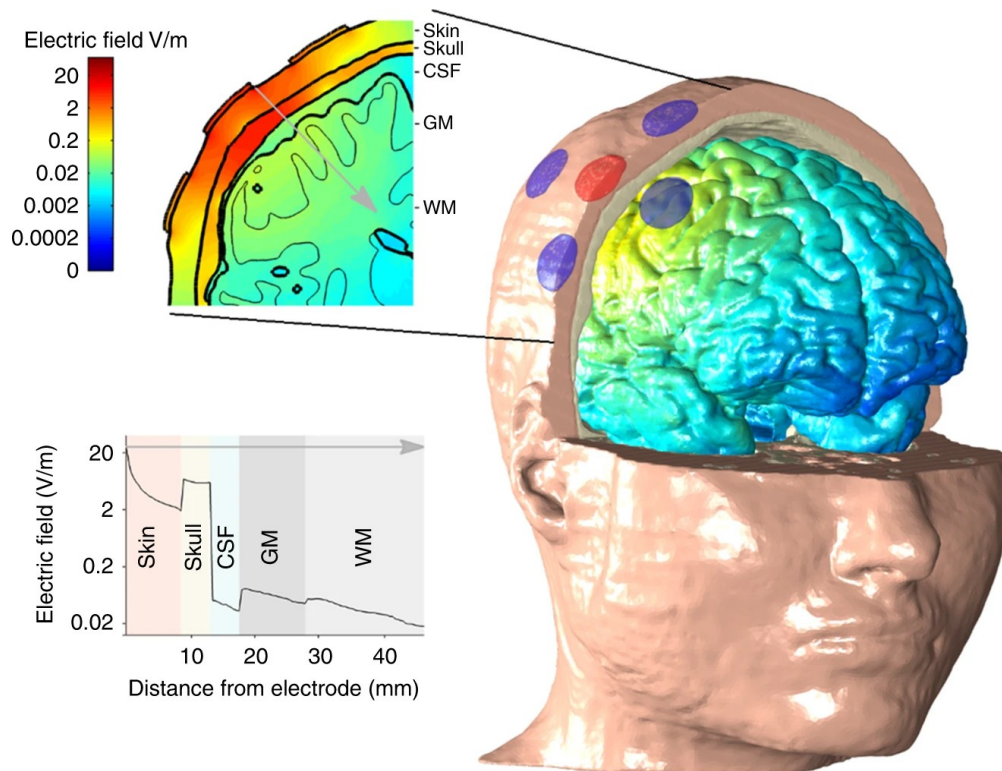 Electric field V/m
20
2
0.2
0.02
0.002
0.0002
0
Skin
Skull
CSF
GM
WM
Electric field (V/m)
20
2
0.2
0.02
Skin
Skull
CSF
GM
WM
10
20
30
40
Distance from electrode (mm)